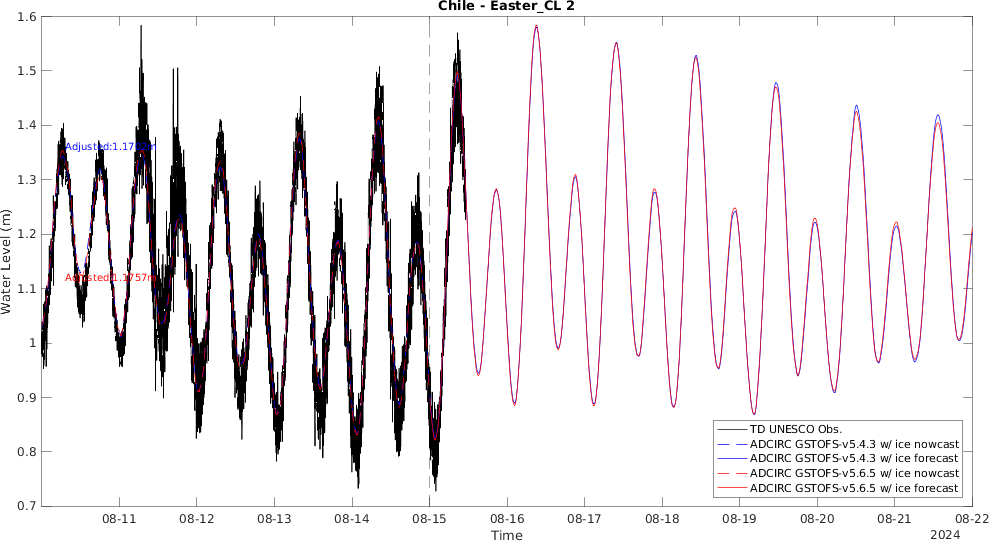 Chile - Easter_CL 2
1.6
1.5
1.4
1.3
1.2
1.1
1
0.9
0.8
0.7
Water Level (m)
Adjusted:1.1757m
TD UNESCO Obs.
ADCIRC GSTOFS-v5.4.3 w/ ice nowcast
ADCIRC GSTOFS-v5.4.3 w/ ice forecast
ADCIRC GSTOFS-v5.6.5 w/ ice nowcast
ADCIRC GSTOFS-v5.6.5 w/ ice forecast
08-11 08-12 08-13 08-14 08-15 08-16 08-17 08-18 08-19 08-20 08-21 08-22
Time
2024